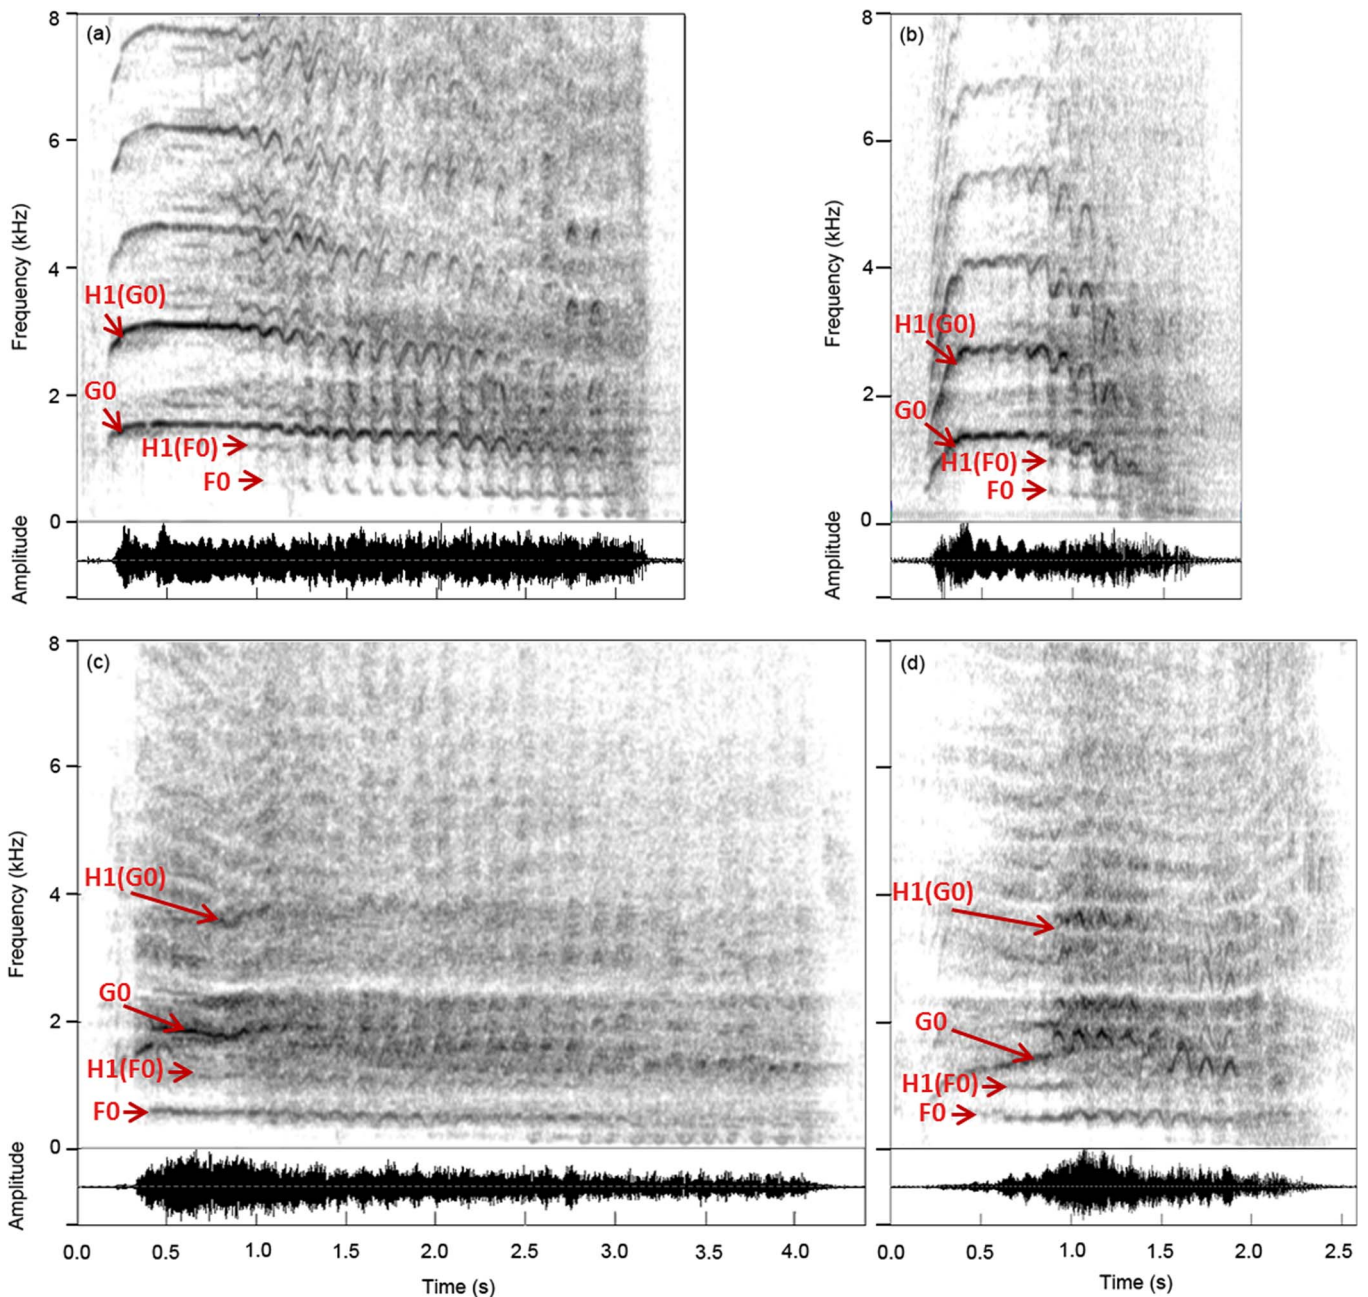 (a)
8
6
4
2
0
Frequency (kHz)
H1(G0)
G0
H1(F0)
F0
Amplitude
(b)
8
6
4
2
0
Frequency (kHz)
H1(G0)
G0
H1(F0)
F0
Amplitude
(c)
8
6
4
2
0
Frequency (kHz)
H1(G0)
G0
H1(F0)
F0
Amplitude
0.0 0.5 1.0 1.5 2.0 2.5 3.0 3.5 4.0
Time (s)
(d)
H1(G0)
G0
H1(F0)
F0
0.5 1.0 1.5 2.0 2.5
Time (s)